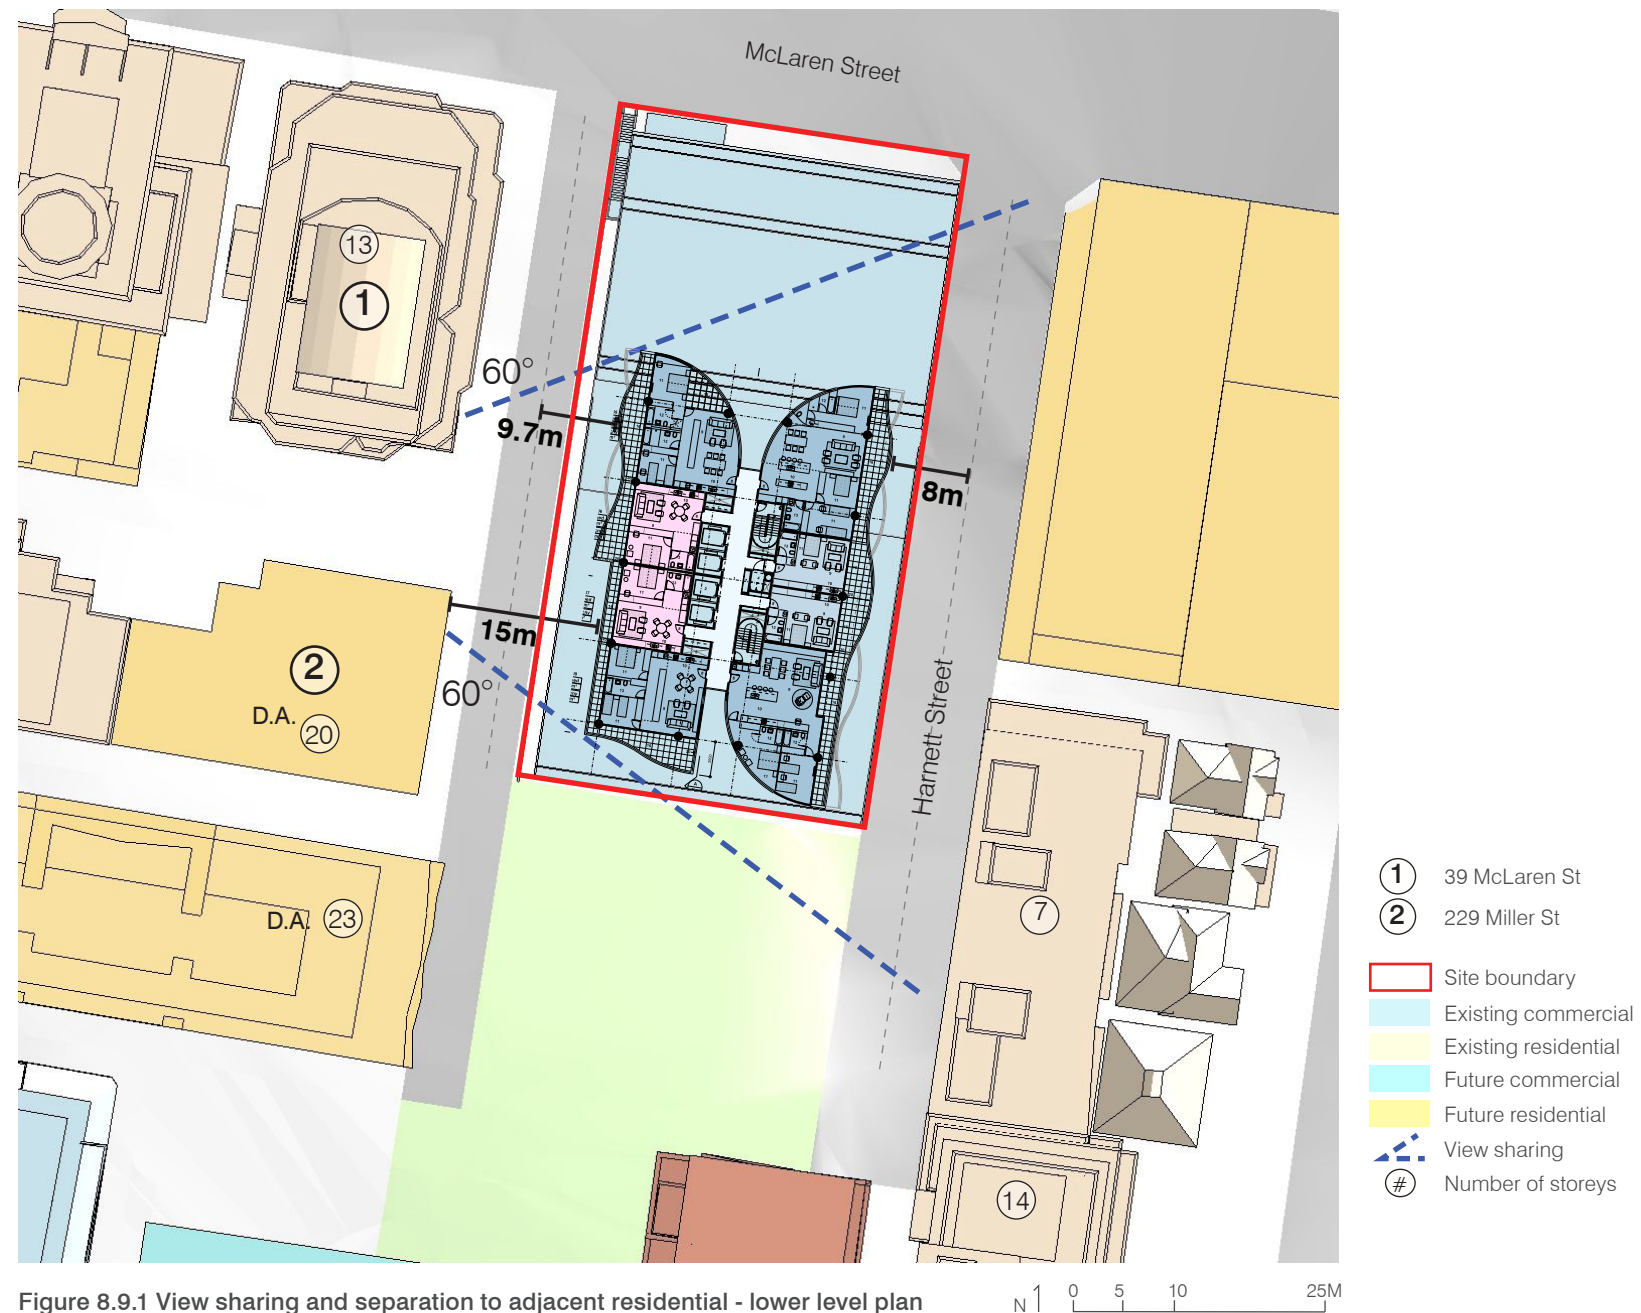 McLaren Street
13
1
60°
9.7m
8m
15m
2
60°
D.A.
20
Harnett Street
D.A.
23
7
14
1 39 McLaren St
2 229 Miller St
Site boundary
Existing commercial
Existing residential
Future commercial
Future residential
View sharing
# Number of storeys
Figure 8.9.1 View sharing and separation to adjacent residential - lower level plan
N
0 5 10 25M